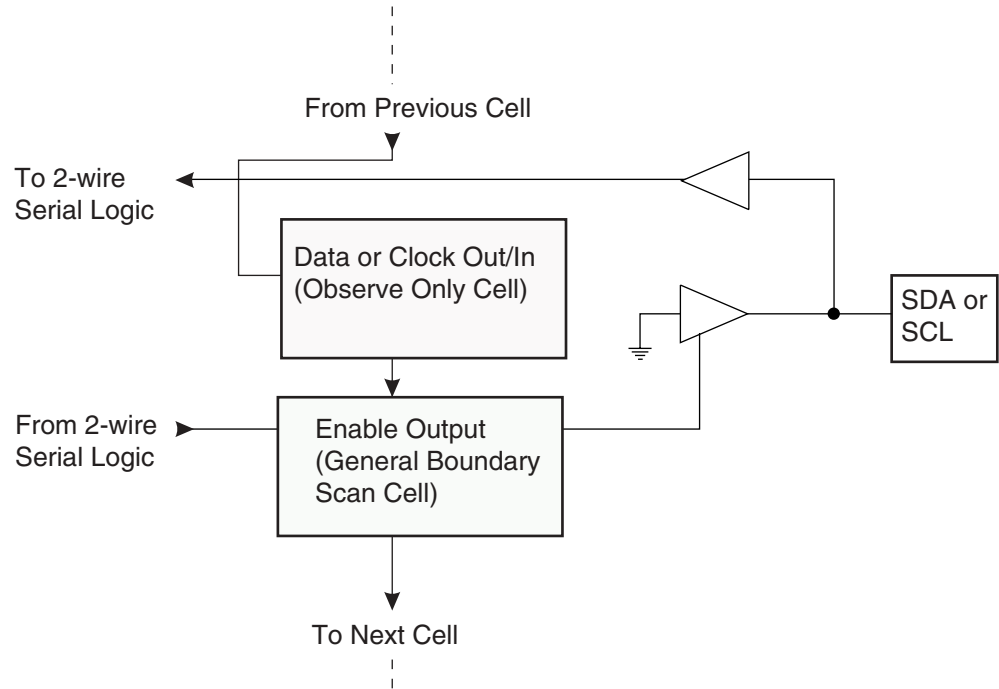 From Previous Cell
To 2-wire
Serial Logic
Data or Clock Out/In
(Observe Only Cell)
SDA or
SCL
From 2-wire
Serial Logic
Enable Output
(General Boundary
Scan Cell)
To Next Cell